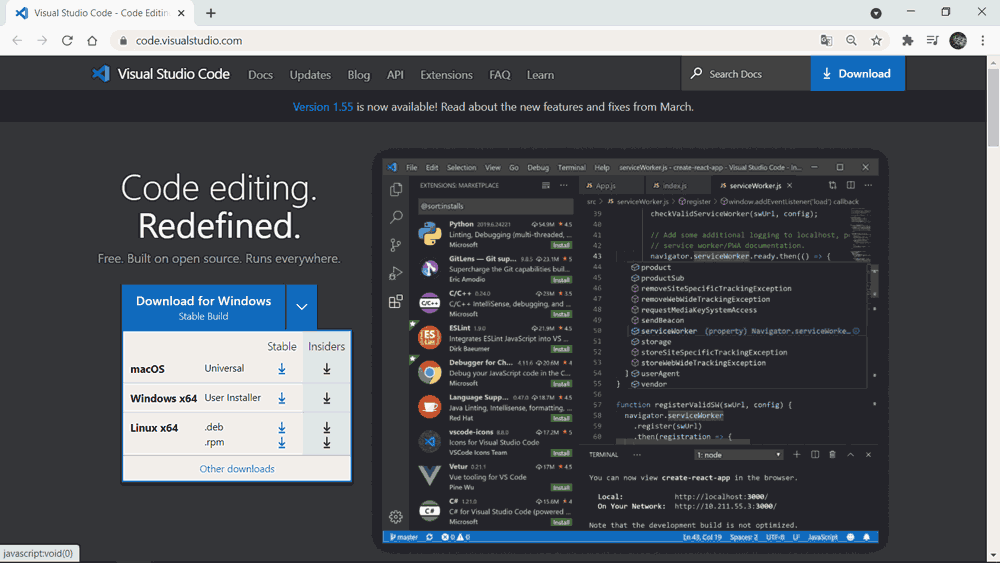 Visual Studio Code - Code Editin
code.visualstudio.com
Visual Studio Code Docs Updates Blog API Extensions FAQ Learn Search Docs Download
Version 1.55 is now available! Read about the new features and fixes from March.
Code editing.
Redefined.
Free. Built on open source. Runs everywhere.
Download for Windows
Stable Build
Stable Insiders
macOS Universal
Windows x64 User Installer
Linux x64 .deb
.rpm
Other downloads
File Edit Selection View Go Debug Terminal Help serviceWorker.js - create-react-app - Visual Studio Code - In...
EXTENSIONS: MARKETPLACE
@sort:installs
Python 2019.6.24221 54.9M 4.5
Linting, Debugging (multi-threaded, ...
Microsoft Install
GitLens — Git sup... 9.8.5 23.1M 5
Supercharge the Git capabilities buil...
Eric Amodio Install
C/C++ 0.24.0 23M 3.5
C/C++ IntelliSense, debugging, and ...
Microsoft Install
ESLint 1.9.0 21.9M 4.5
Integrates ESLint JavaScript into VS ...
Dirk Baeumer Install
Debugger for Ch... 4.11.6 20.6M 4
Debug your JavaScript code in the C...
Microsoft Install
Language Supp... 0.47.0 18.7M 4.5
Java Linting, Intellisense, formatting, ...
Red Hat Install
vscode-icons 8.8.0 17.2M 5
Icons for Visual Studio Code
VSCode Icons Team Install
Vetur 0.21.1 17M 4.5
Vue tooling for VS Code
Pine Wu Install
C# 1.21.0 15.6M 4
C# for Visual Studio Code (powered ...
Microsoft Install
JS App.js JS index.js JS serviceWorker.js
src JS serviceWorker.js register window.addEventListener('load') callback
39 checkValidServiceWorker(swUrl, config);
40
41 // Add some additional logging to localhost, p
42 // service worker/PWA documentation.
43 navigator.serviceWorker.ready.then(() => {
44 product
45 productSub
46 removeSiteSpecificTrackingException
47 removeWebWideTrackingException
48 requestMediaKeySystemAccess
49 sendBeacon
50 serviceWorker (property) Navigator.serviceWorke...
51 storage
52 storeSiteSpecificTrackingException
53 storeWebWideTrackingException
54 } userAgent
55 } vendor
56
57 function registerValidSW(swUrl, config) {
58 navigator.serviceWorker
59 .register(swUrl)
60 .then(registration => {
TERMINAL ... 1: node
You can now view create-react-app in the browser.
Local: http://localhost:3000/
On Your Network: http://10.211.55.3:3000/
Note that the development build is not optimized.
master 0 0 Ln 43, Col 19 Spaces: 2 UTF-8 LF JavaScript
javascript:void(0)